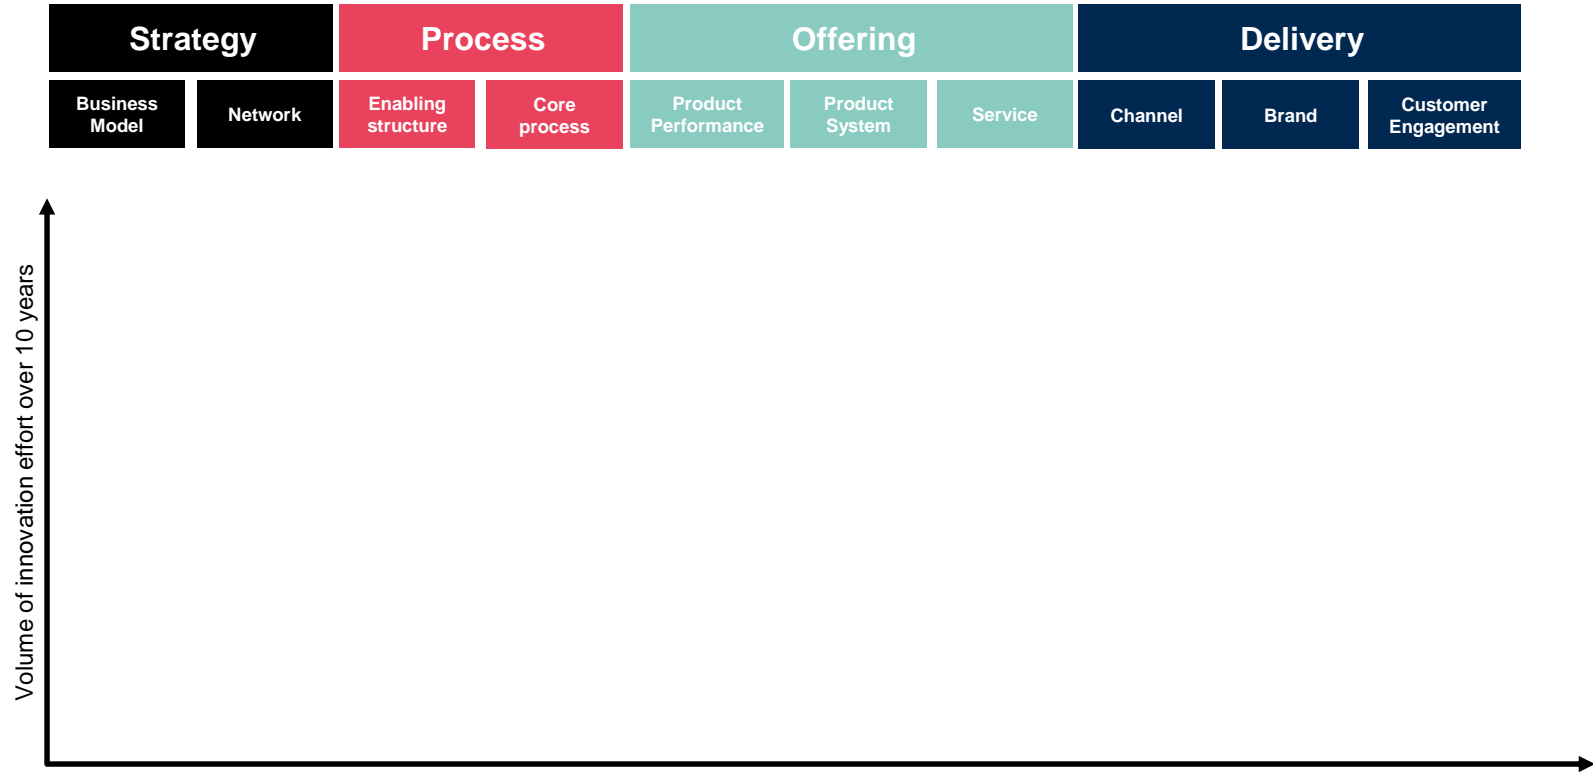 Strategy
Process
Offering
Delivery
Business
Model
Network
Enabling
structure
Core
process
Product
Performance
Product
System
Service
Channel
Brand
Customer
Engagement
Volume of innovation effort over 10 years